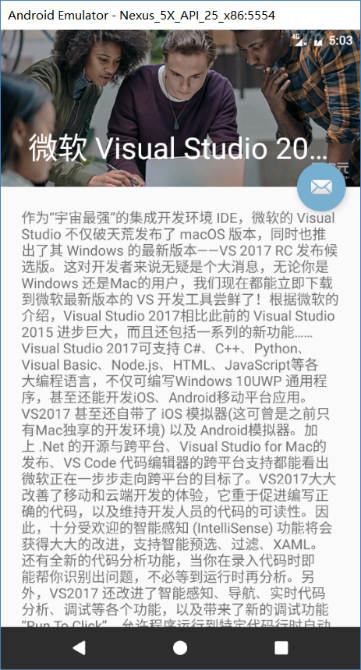 Android Emulator - Nexus_5X_API_25_x86:5554
4G 5:03
微软 Visual Studio 20…
作为“宇宙最强”的集成开发环境 IDE，微软的 Visual
Studio 不仅破天荒发布了 macOS 版本，同时也推
出了其 Windows 的最新版本——VS 2017 RC 发布候
选版。这对开发者来说无疑是个大消息，无论你是
Windows 还是Mac的用户，我们现在都能立即下载
到微软最新版本的 VS 开发工具尝鲜了！根据微软的
介绍，Visual Studio 2017相比此前的 Visual Studio
2015 进步巨大，而且还包括一系列的新功能……
Visual Studio 2017可支持 C#、C++、Python、
Visual Basic、Node.js、HTML、JavaScript等各
大编程语言，不仅可编写Windows 10UWP 通用程
序，甚至还能开发iOS、Android移动平台应用。
VS2017 甚至还自带了 iOS 模拟器(这可曾是之前只
有Mac独享的开发环境) 以及 Android模拟器。加
上 .Net 的开源与跨平台、Visual Studio for Mac的
发布、VS Code 代码编辑器的跨平台支持都能看出
微软正在一步步走向跨平台的目标了。VS2017大大
改善了移动和云端开发的体验，它重于促进编写正
确的代码，以及维持开发人员的代码的可读性。因
此，十分受欢迎的智能感知 (IntelliSense) 功能将会
获得大大的改进，支持智能预选、过滤、XAML。
还有全新的代码分析功能，当你在录入代码时即
能帮你识别出问题，不必等到运行时再分析。另
外，VS2017 还改进了智能感知、导航、实时代码
分析、调试等各个功能，以及带来了新的调试功能
“Run To Click”，允许程序运行到特定代码行时自动